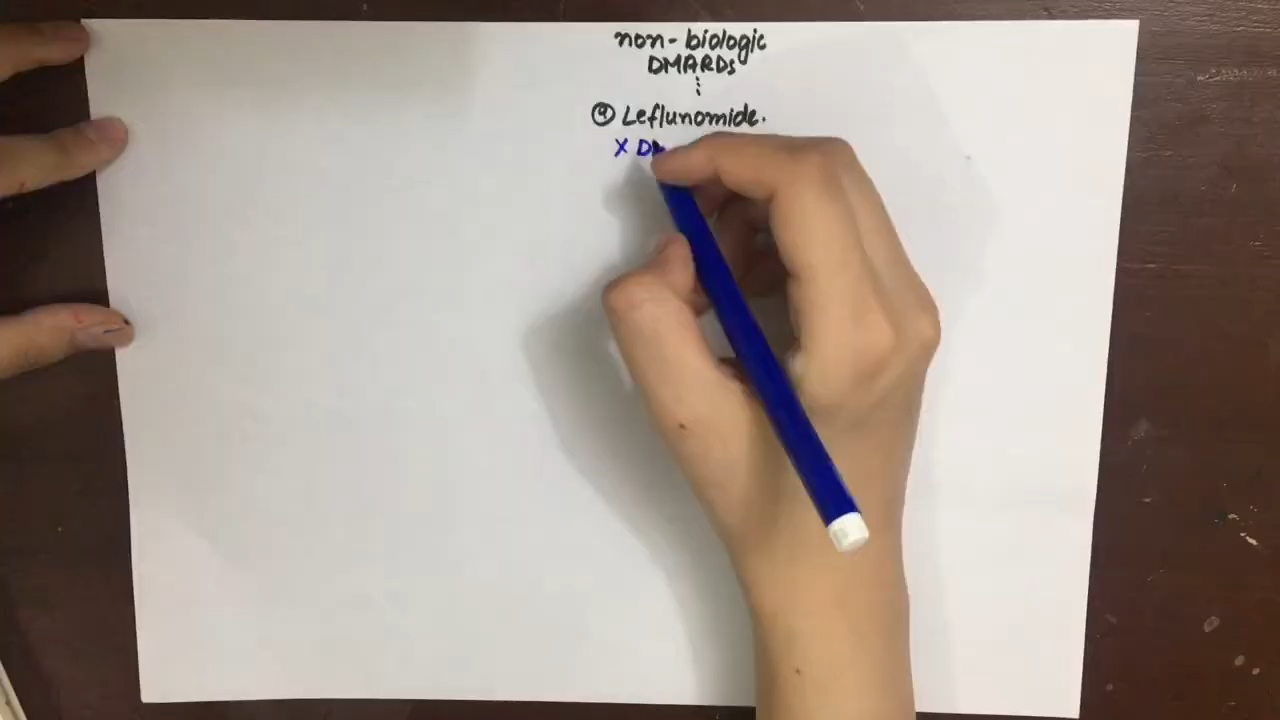 non-biologic
DMARDs
④ Leflunomide.
X